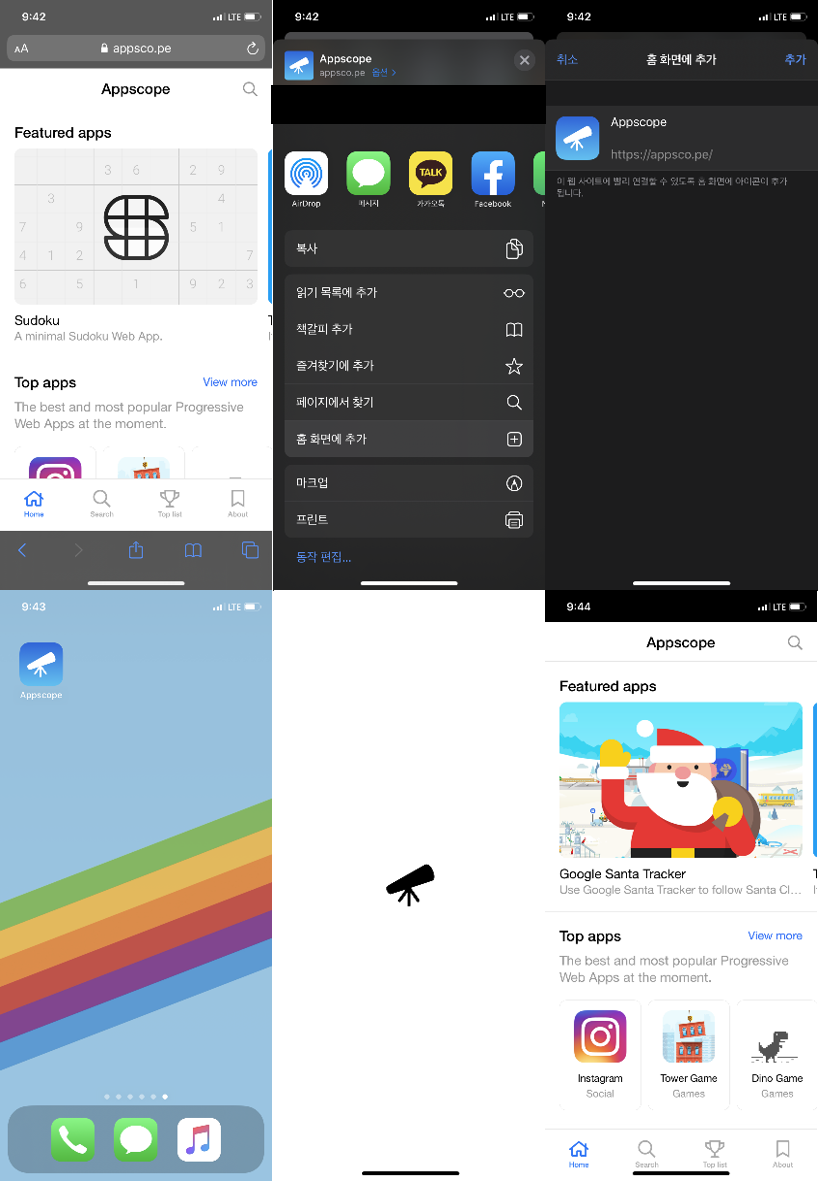 9:42
LTE
AA
appsco.pe
Appscope
Featured apps
3 6 2 9
3 4
7 9 5 1
4 1 2 7
6 5 1 9 2 3
Sudoku
A minimal Sudoku Web App.
Top apps
View more
The best and most popular Progressive
Web Apps at the moment.
Home
Search
Top list
About
9:42
LTE
Appscope
appsco.pe 옵션 >
AirDrop
메시지
TALK
카카오톡
Facebook
복사
읽기 목록에 추가
책갈피 추가
즐겨찾기에 추가
페이지에서 찾기
홈 화면에 추가
마크업
프린트
동작 편집...
9:42
LTE
취소
홈 화면에 추가
추가
Appscope
https://appsco.pe/
이 웹 사이트에 빨리 연결할 수 있도록 홈 화면에 아이콘이 추가
됩니다.
9:43
LTE
Appscope
9:44
LTE
Appscope
Featured apps
Google Santa Tracker
Use Google Santa Tracker to follow Santa Cl...
Top apps
View more
The best and most popular Progressive
Web Apps at the moment.
Instagram
Social
Tower Game
Games
Dino Game
Games
Home
Search
Top list
About